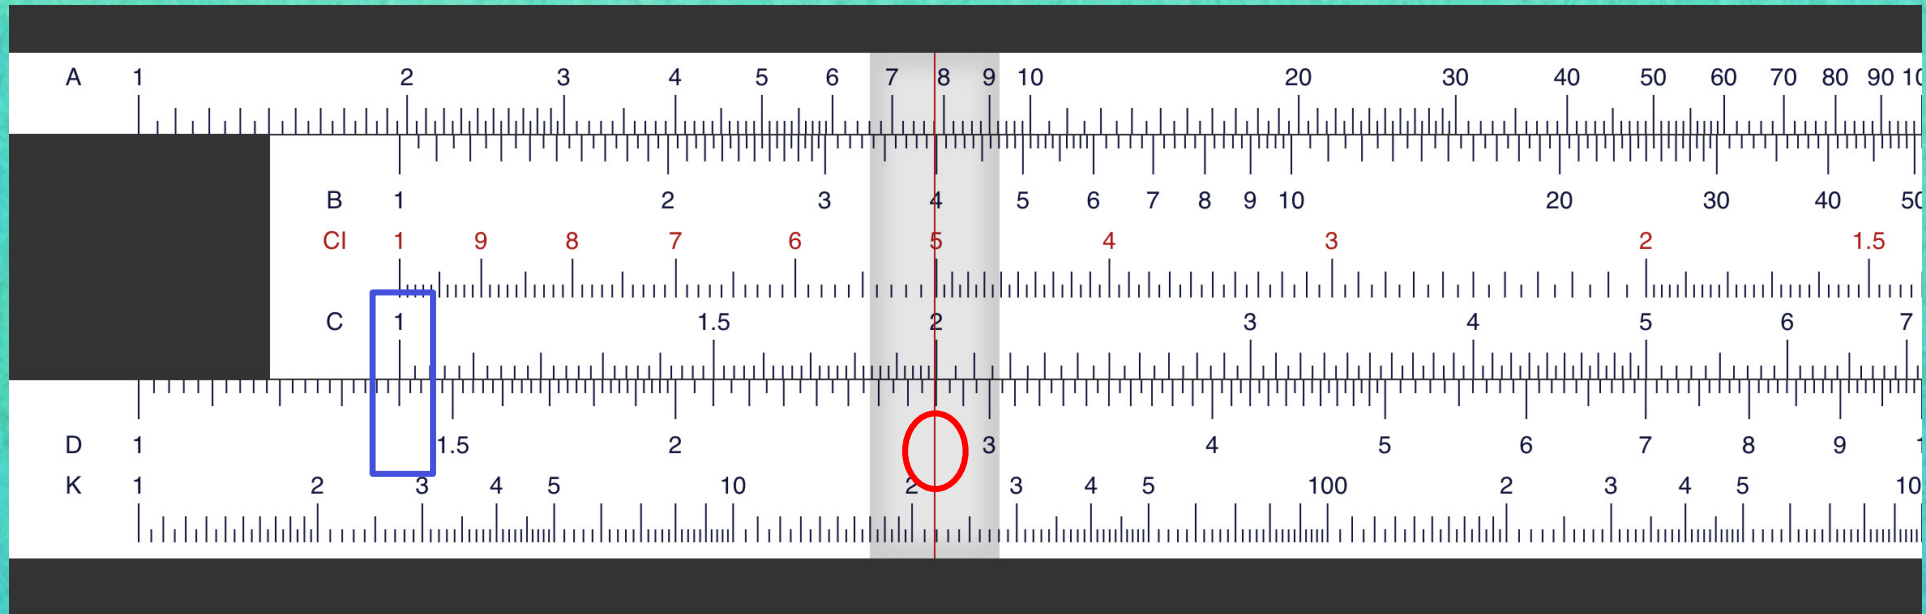 A 1 2 3 4 5 6 7 8 9 10 20 30 40 50 60 70 80 90 10
B 1 2 3 4 5 6 7 8 9 10 20 30 40 50
CI 1 9 8 7 6 5 4 3 2 1.5
C 1 1.5 2 3 4 5 6 7
D 1 1.5 2 3 4 5 6 7 8 9 1
K 1 2 3 4 5 10 2 3 4 5 100 2 3 4 5 10